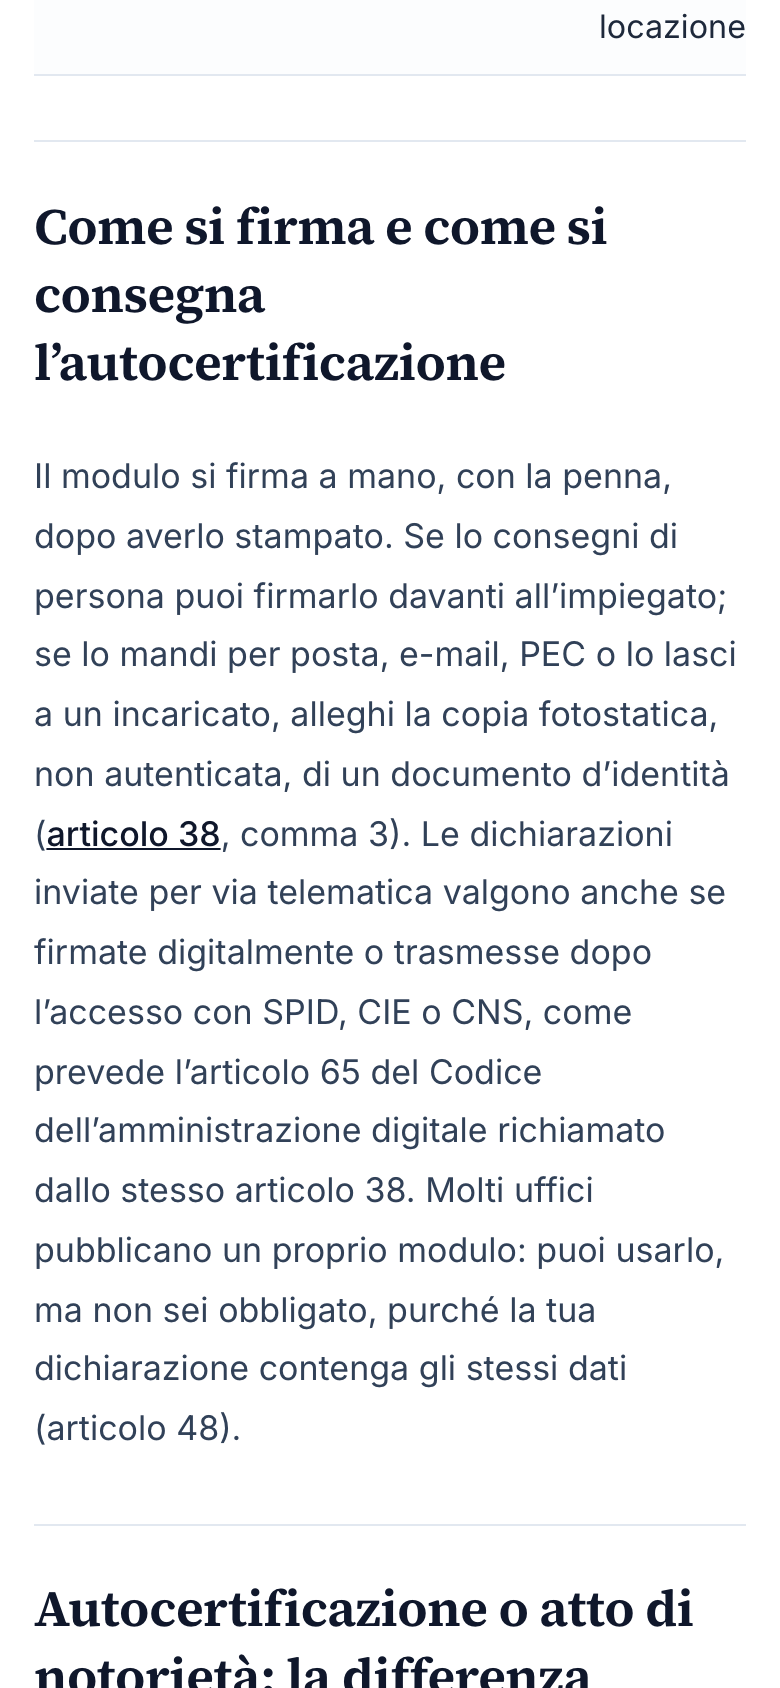 locazione
Come si firma e come si
consegna
l’autocertificazione
Il modulo si firma a mano, con la penna,
dopo averlo stampato. Se lo consegni di
persona puoi firmarlo davanti all’impiegato;
se lo mandi per posta, e-mail, PEC o lo lasci
a un incaricato, alleghi la copia fotostatica,
non autenticata, di un documento d’identità
(articolo 38, comma 3). Le dichiarazioni
inviate per via telematica valgono anche se
firmate digitalmente o trasmesse dopo
l’accesso con SPID, CIE o CNS, come
prevede l’articolo 65 del Codice
dell’amministrazione digitale richiamato
dallo stesso articolo 38. Molti uffici
pubblicano un proprio modulo: puoi usarlo,
ma non sei obbligato, purché la tua
dichiarazione contenga gli stessi dati
(articolo 48).
Autocertificazione o atto di
notorietà: la differenza